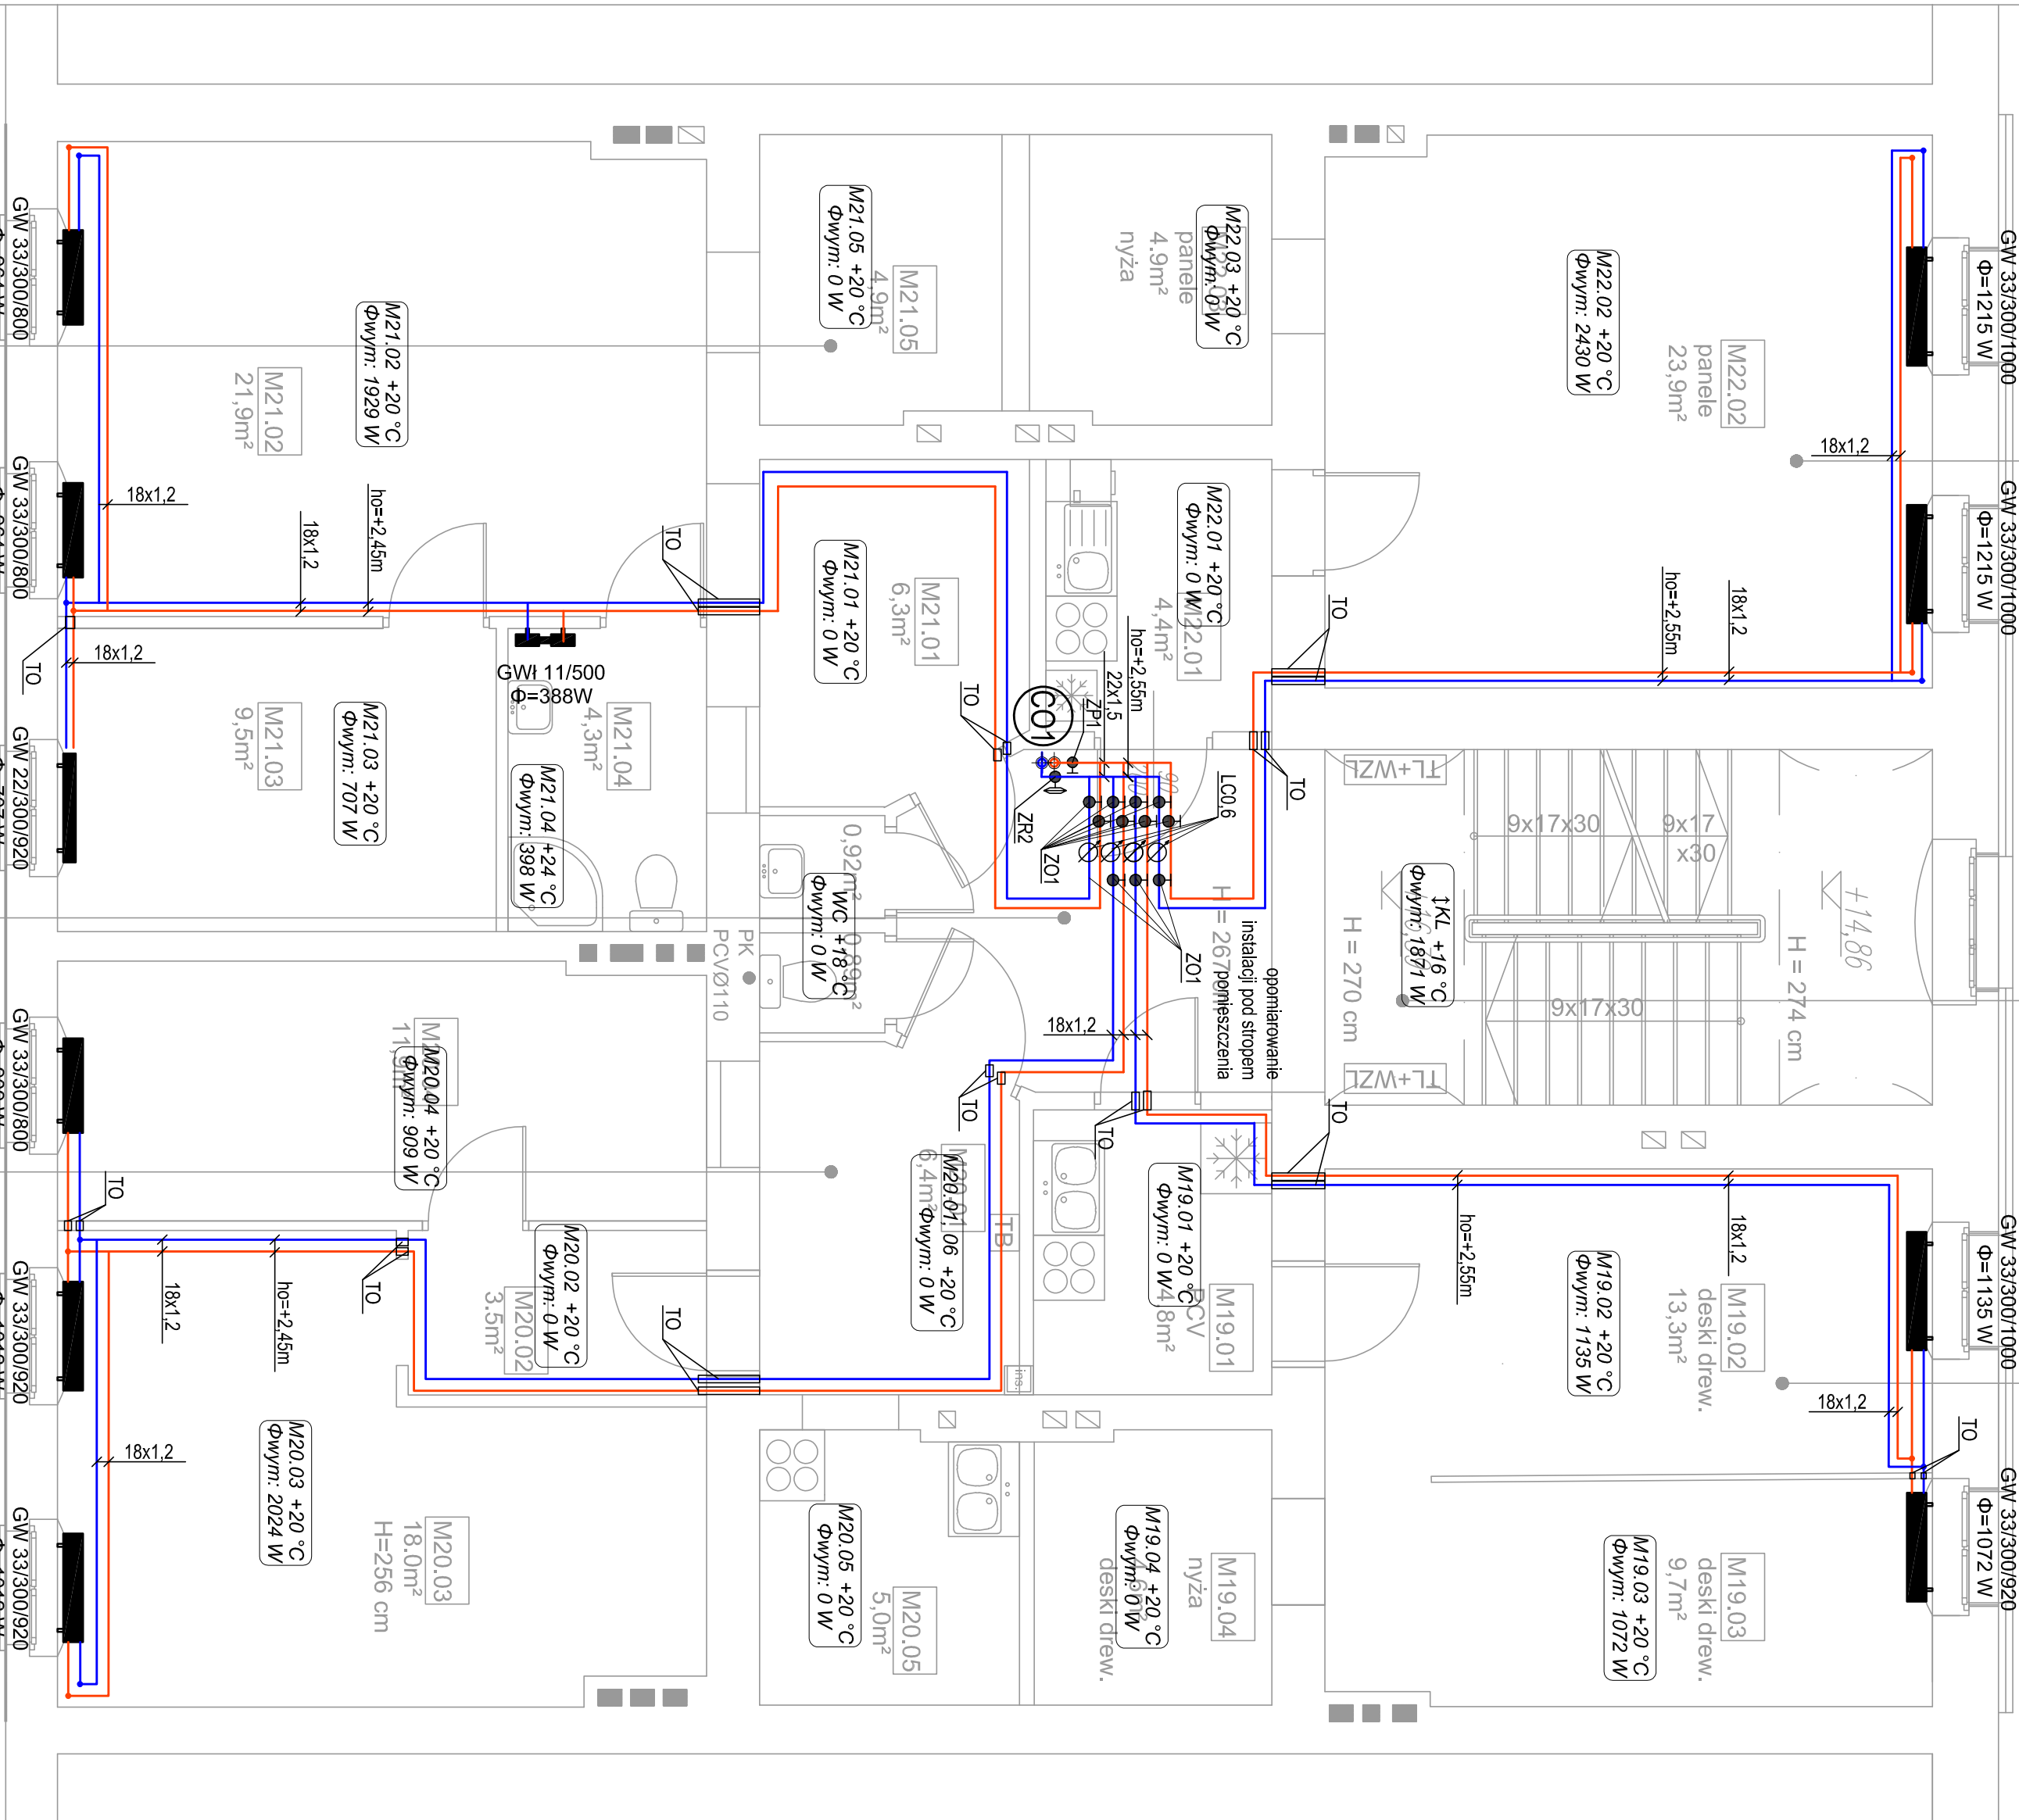 GW 33/300/1000
Φ=1215 W
GW 33/300/1000
Φ=1215 W
GW 33/300/1000
Φ=1135 W
GW 33/300/920
Φ=1072 W
M22.02 +20 °C
Φwym: 2430 W
M22.02
panele
23,9m²
18x1,2
18x1,2
ho=+2,55m
TO
M22.03 +20 °C
Φwym: 0 W
panele
4.9m²
nyża
M22.01 +20 °C
Φwym: 0 W
M22.01
4,4m²
ho=+2,55m
22x1,5
ZP1
CO1
LC0,6
90
ZR2
ZO1
ZO1
TO
TO
M21.05 +20 °C
Φwym: 0 W
M21.05
4,9m²
M21.01 +20 °C
Φwym: 0 W
M21.01
6,3m²
M21.02 +20 °C
Φwym: 1929 W
M21.02
21,9m²
18x1,2
18x1,2
ho=+2,45m
TO
18x1,2
TO
GWł 11/500
Φ=388W
M21.04
4,3m²
M21.04 +24 °C
Φwym: 398 W
M21.03 +20 °C
Φwym: 707 W
M21.03
9,5m²
GW 33/300/800
GW 33/300/800
GW 22/300/920
GW 33/300/800
GW 33/300/920
GW 33/300/920
TL+WZL
TL+WZL
9x17x30
9x17
x30
9x17x30
+14,86
H = 274 cm
H = 270 cm
↕KL +16 °C
Φwym: 1871 W
opomiarowanie
instalacji pod stropem
pomieszczenia
18x1,2
0,92m²
0,89m²
WC +18 °C
Φwym: 0 W
PK
PCVØ110
M20.04 +20 °C
Φwym: 909 W
TO
TO
18x1,2
ho=+2,45m
TO
M20.02 +20 °C
Φwym: 0 W
M20.02
3.5m²
TO
M20.01,06 +20 °C
Φwym: 0 W
M20.01
6,4m²
TB
ins.
TO
M19.01 +20 °C
Φwym: 0 W
M19.01
PCV
4,8m²
TO
ho=+2,55m
18x1,2
M19.02 +20 °C
Φwym: 1135 W
M19.02
deski drew.
13,3m²
18x1,2
TO
M19.03 +20 °C
Φwym: 1072 W
M19.03
deski drew.
9,7m²
M19.04 +20 °C
Φwym: 0 W
M19.04
nyża
deski drew.
M20.05 +20 °C
Φwym: 0 W
M20.05
5,0m²
M20.03 +20 °C
Φwym: 2024 W
M20.03
18.0m²
H=256 cm
18x1,2